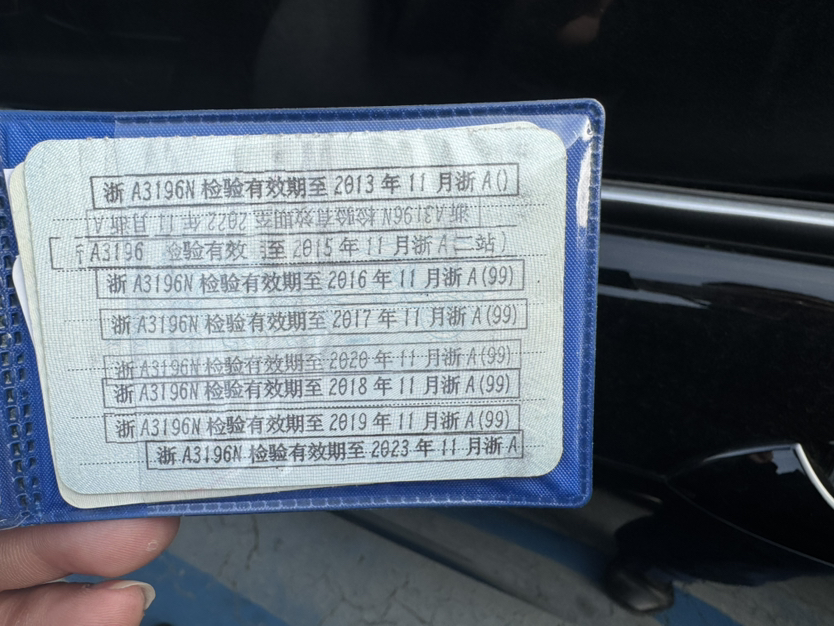 浙 A3196N 检验有效期至 2013 年 11 月浙 A()
浙 A3196N 检验有效期至 2022 年 11 月浙 A
A3196 验有效 至 2015 年 11 月浙 A 二站)
浙 A3196N 检验有效期至 2016 年 11 月浙 A(99)
浙 A3196N 检验有效期至 2017 年 11 月浙 A(99)
浙 A3196N 检验有效期至 2020 年 11 月浙 A(99)
浙 A3196N 检验有效期至 2018 年 11 月浙 A(99)
浙 A3196N 检验有效期至 2019 年 11 月浙 A(99)
浙 A3196N 检验有效期至 2023 年 11 月浙 A